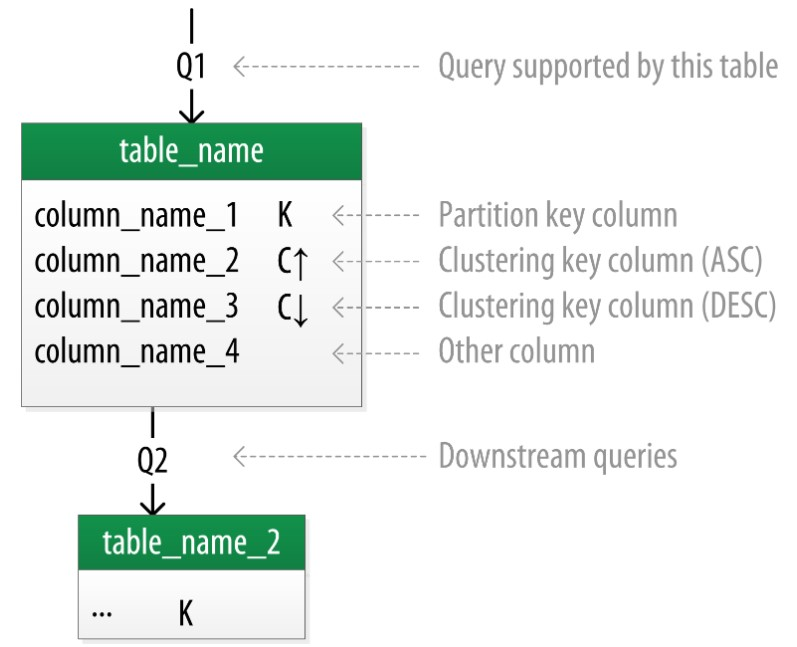 Q1 Query supported by this table
table_name
column_name_1 K Partition key column
column_name_2 C↑ Clustering key column (ASC)
column_name_3 C↓ Clustering key column (DESC)
column_name_4 Other column
Q2 Downstream queries
table_name_2
... K